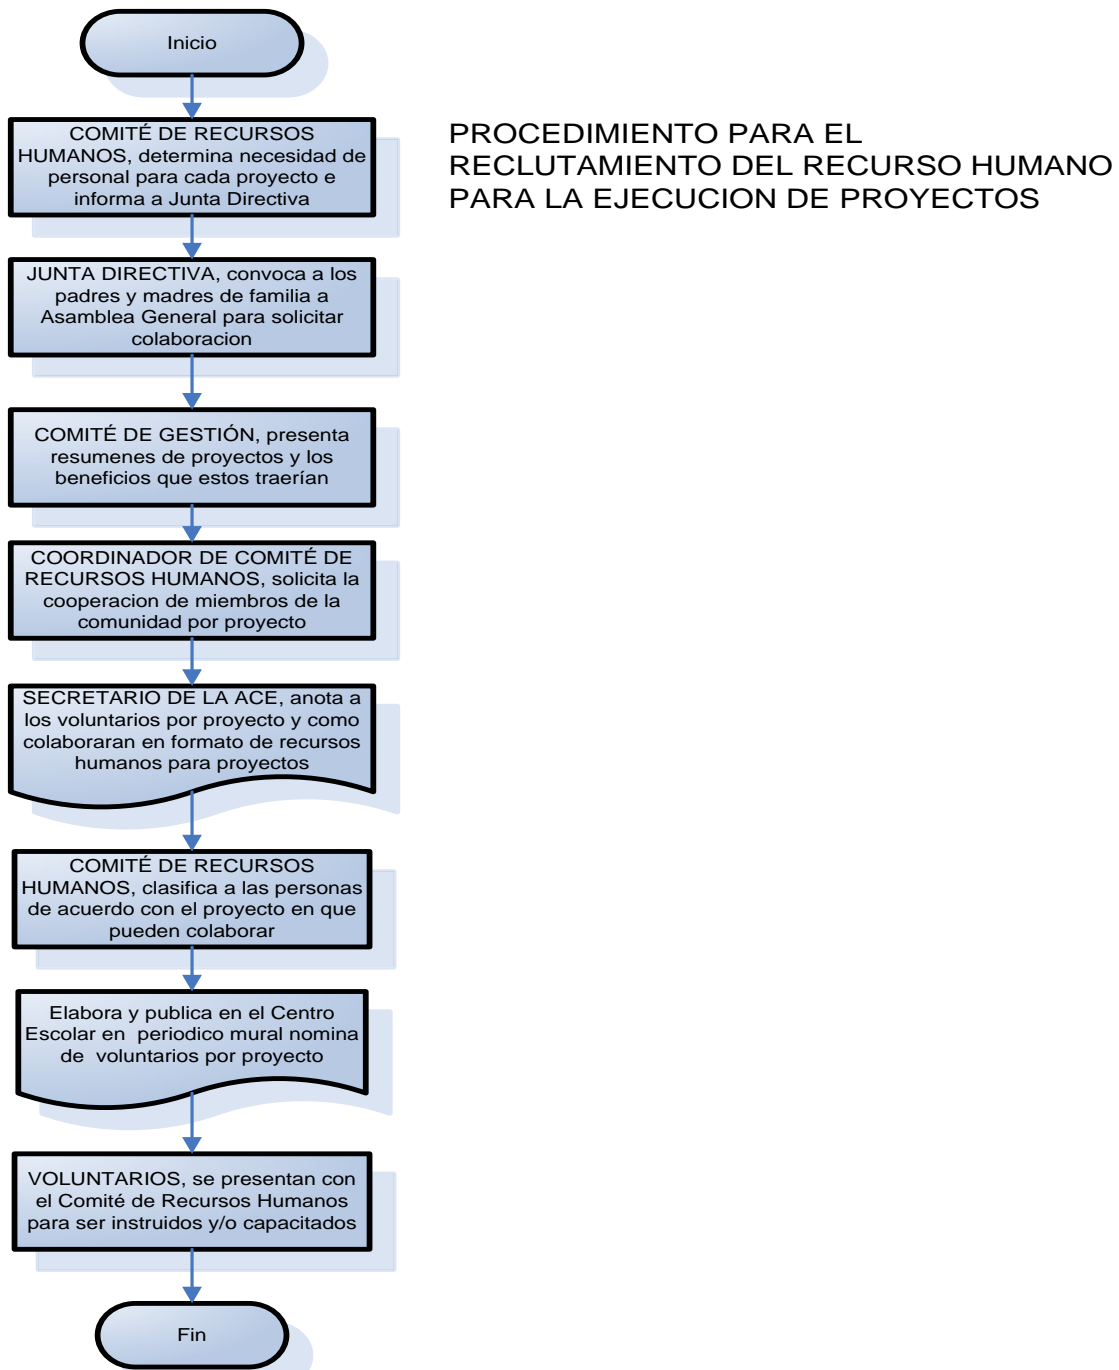 Inicio
PROCEDIMIENTO PARA EL
RECLUTAMIENTO DEL RECURSO HUMANO
PARA LA EJECUCION DE PROYECTOS
COMITÉ DE RECURSOS
HUMANOS, determina necesidad de
personal para cada proyecto e
informa a Junta Directiva
JUNTA DIRECTIVA, convoca a los
padres y madres de familia a
Asamblea General para solicitar
colaboracion
COMITÉ DE GESTIÓN, presenta
resumenes de proyectos y los
beneficios que estos traerían
COORDINADOR DE COMITÉ DE
RECURSOS HUMANOS, solicita la
cooperacion de miembros de la
comunidad por proyecto
SECRETARIO DE LA ACE, anota a
los voluntarios por proyecto y como
colaboraran en formato de recursos
humanos para proyectos
COMITÉ DE RECURSOS
HUMANOS, clasifica a las personas
de acuerdo con el proyecto en que
pueden colaborar
Elabora y publica en el Centro
Escolar en periodico mural nomina
de voluntarios por proyecto
VOLUNTARIOS, se presentan con
el Comité de Recursos Humanos
para ser instruidos y/o capacitados
Fin